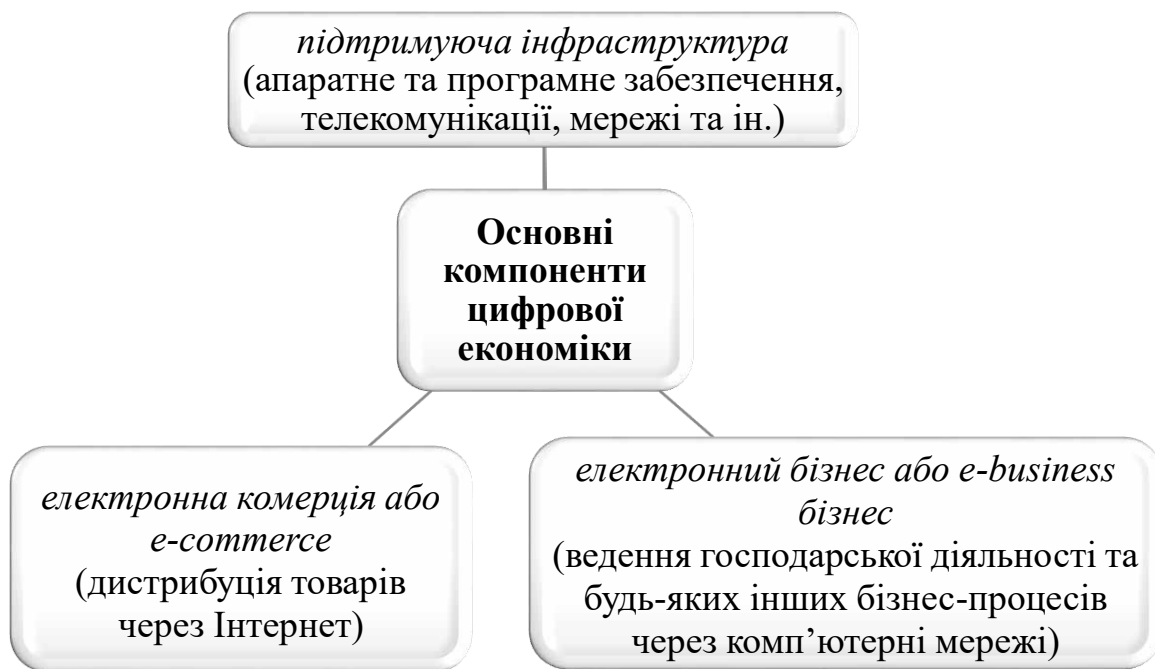 підтримуюча інфраструктура
(апаратне та програмне забезпечення,
телекомунікації, мережі та ін.)
Основні
компоненти
цифрової
економіки
електронна комерція або
e-commerce
(дистрибуція товарів
через Інтернет)
електронний бізнес або e-business
бізнес
(ведення господарської діяльності та
будь-яких інших бізнес-процесів
через комп’ютерні мережі)